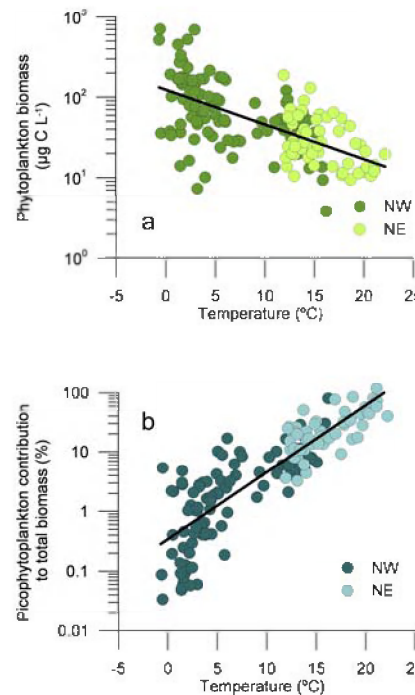 Phytoplankton biomass
(µg C L⁻¹)
10³
10²
10¹
10⁰
a
NW
NE
-5 0 5 10 15 20 25
Temperature (ºC)
Picophytoplankton contribution
to total biomass (%)
100
10
1
0.1
0.01
b
NW
NE
-5 0 5 10 15 20 25
Temperature (ºC)